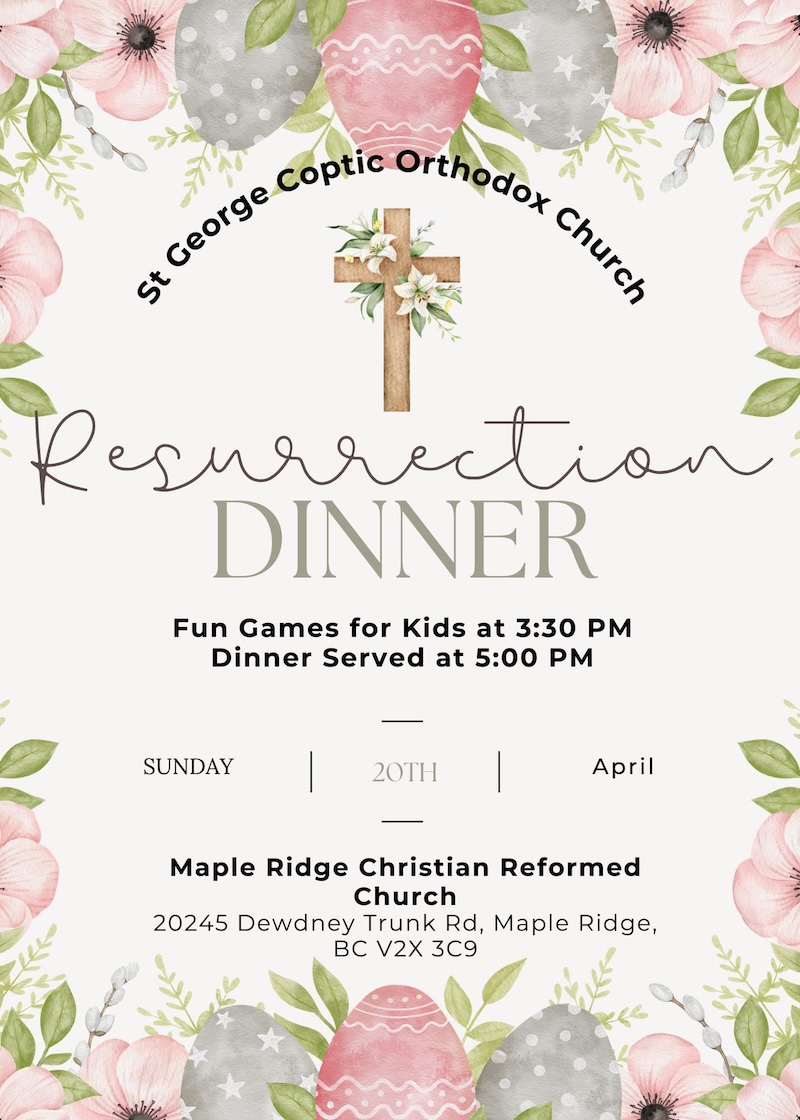 St George Coptic Orthodox Church
Resurrection
DINNER
Fun Games for Kids at 3:30 PM
Dinner Served at 5:00 PM
SUNDAY | 20TH | April
Maple Ridge Christian Reformed
Church
20245 Dewdney Trunk Rd, Maple Ridge,
BC V2X 3C9